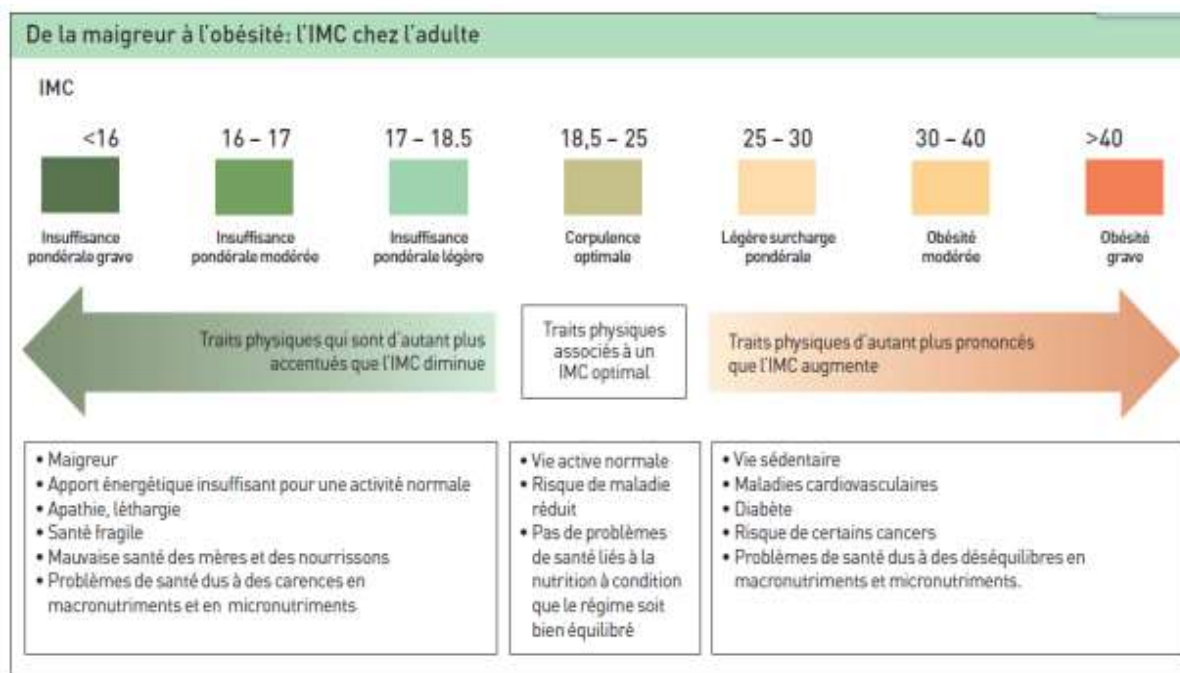 De la maigreur à l'obésité: l'IMC chez l'adulte
IMC
<16
16 – 17
17 – 18.5
18,5 – 25
25 – 30
30 – 40
>40
Insuffisance
pondérale grave
Insuffisance
pondérale modérée
Insuffisance
pondérale légère
Corpulence
optimale
Légère surcharge
pondérale
Obésité
modérée
Obésité
grave
Traits physiques qui sont d'autant plus
accentués que l'IMC diminue
Traits physiques
associés à un
IMC optimal
Traits physiques d'autant plus prononcés
que l'IMC augmente
• Maigreur
• Apport énergétique insuffisant pour une activité normale
• Apathie, léthargie
• Santé fragile
• Mauvaise santé des mères et des nourrissons
• Problèmes de santé dus à des carences en
macronutriments et en micronutriments
• Vie active normale
• Risque de maladie
réduit
• Pas de problèmes
de santé liés à la
nutrition à condition
que le régime soit
bien équilibré
• Vie sédentaire
• Maladies cardiovasculaires
• Diabète
• Risque de certains cancers
• Problèmes de santé dus à des déséquilibres en
macronutriments et micronutriments.